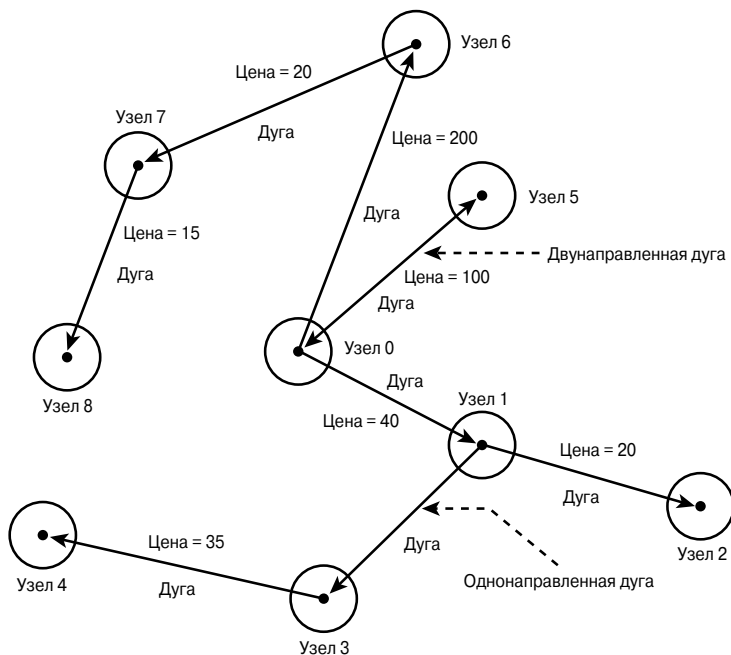 Узел 6
Цена = 20
Узел 7
Дуга
Цена = 200
Узел 5
Дуга
Цена = 15
Двунаправленная дуга
Дуга
Цена = 100
Дуга
Узел 0
Узел 8
Дуга
Узел 1
Цена = 40
Цена = 20
Дуга
Цена = 35
Дуга
Узел 2
Узел 4
Дуга
Однонаправленная дуга
Узел 3